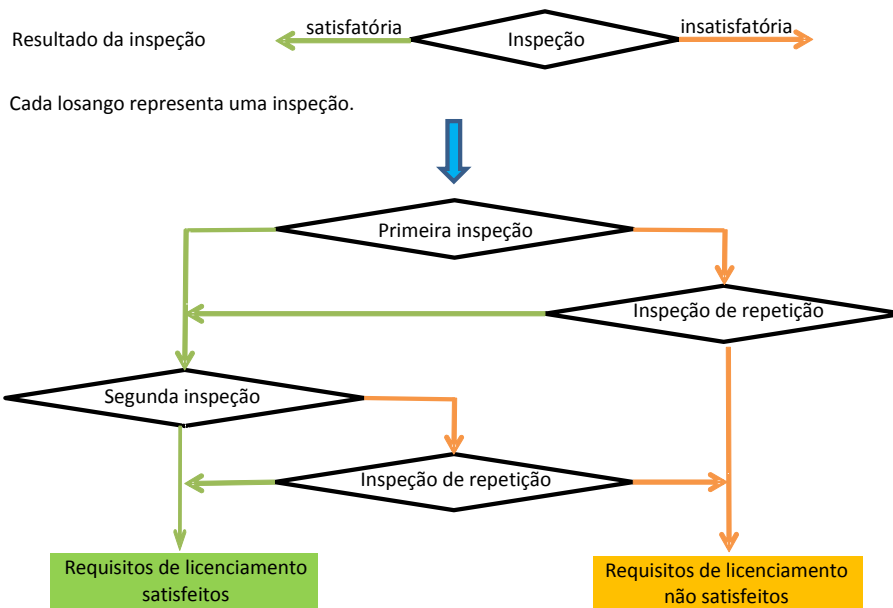 Resultado da inspeção
satisfatória
Inspeção
insatisfatória
Cada losango representa uma inspeção.
Primeira inspeção
Inspeção de repetição
Segunda inspeção
Inspeção de repetição
Requisitos de licenciamento
satisfeitos
Requisitos de licenciamento
não satisfeitos